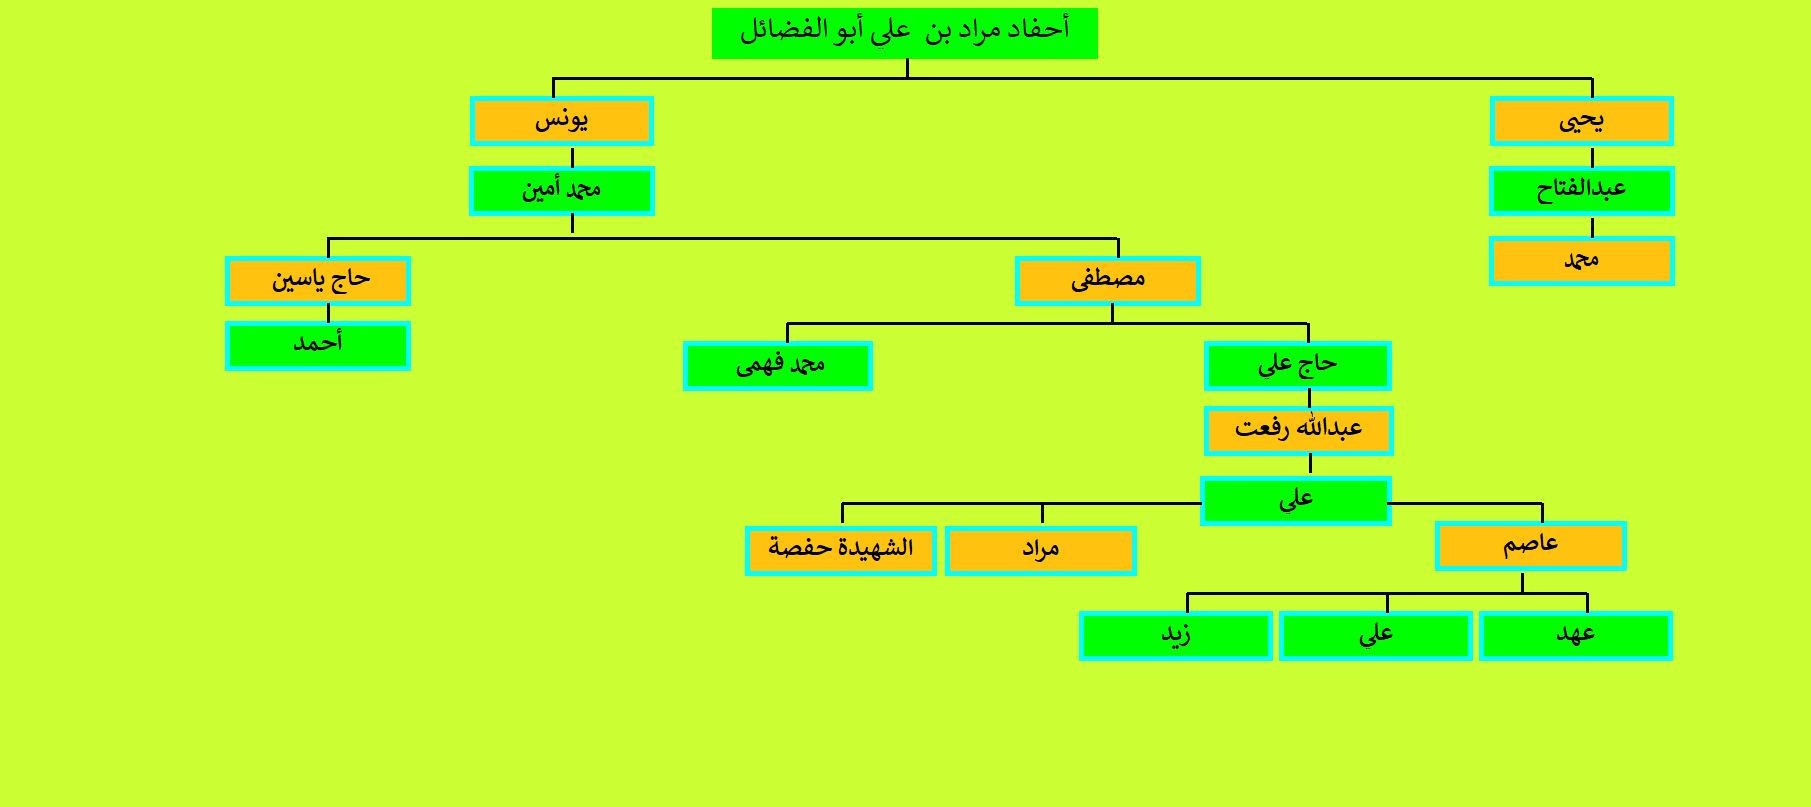 أحفاد مراد بن علي أبو الفضائل
يحيى
يونس
عبدالفتاح
محمد أمين
محمد
مصطفى
حاج ياسين
حاج علي
محمد فهمى
أحمد
عبدالله رفعت
علي
عاصم
مراد
الشهيدة حفصة
عهد
علي
زيد